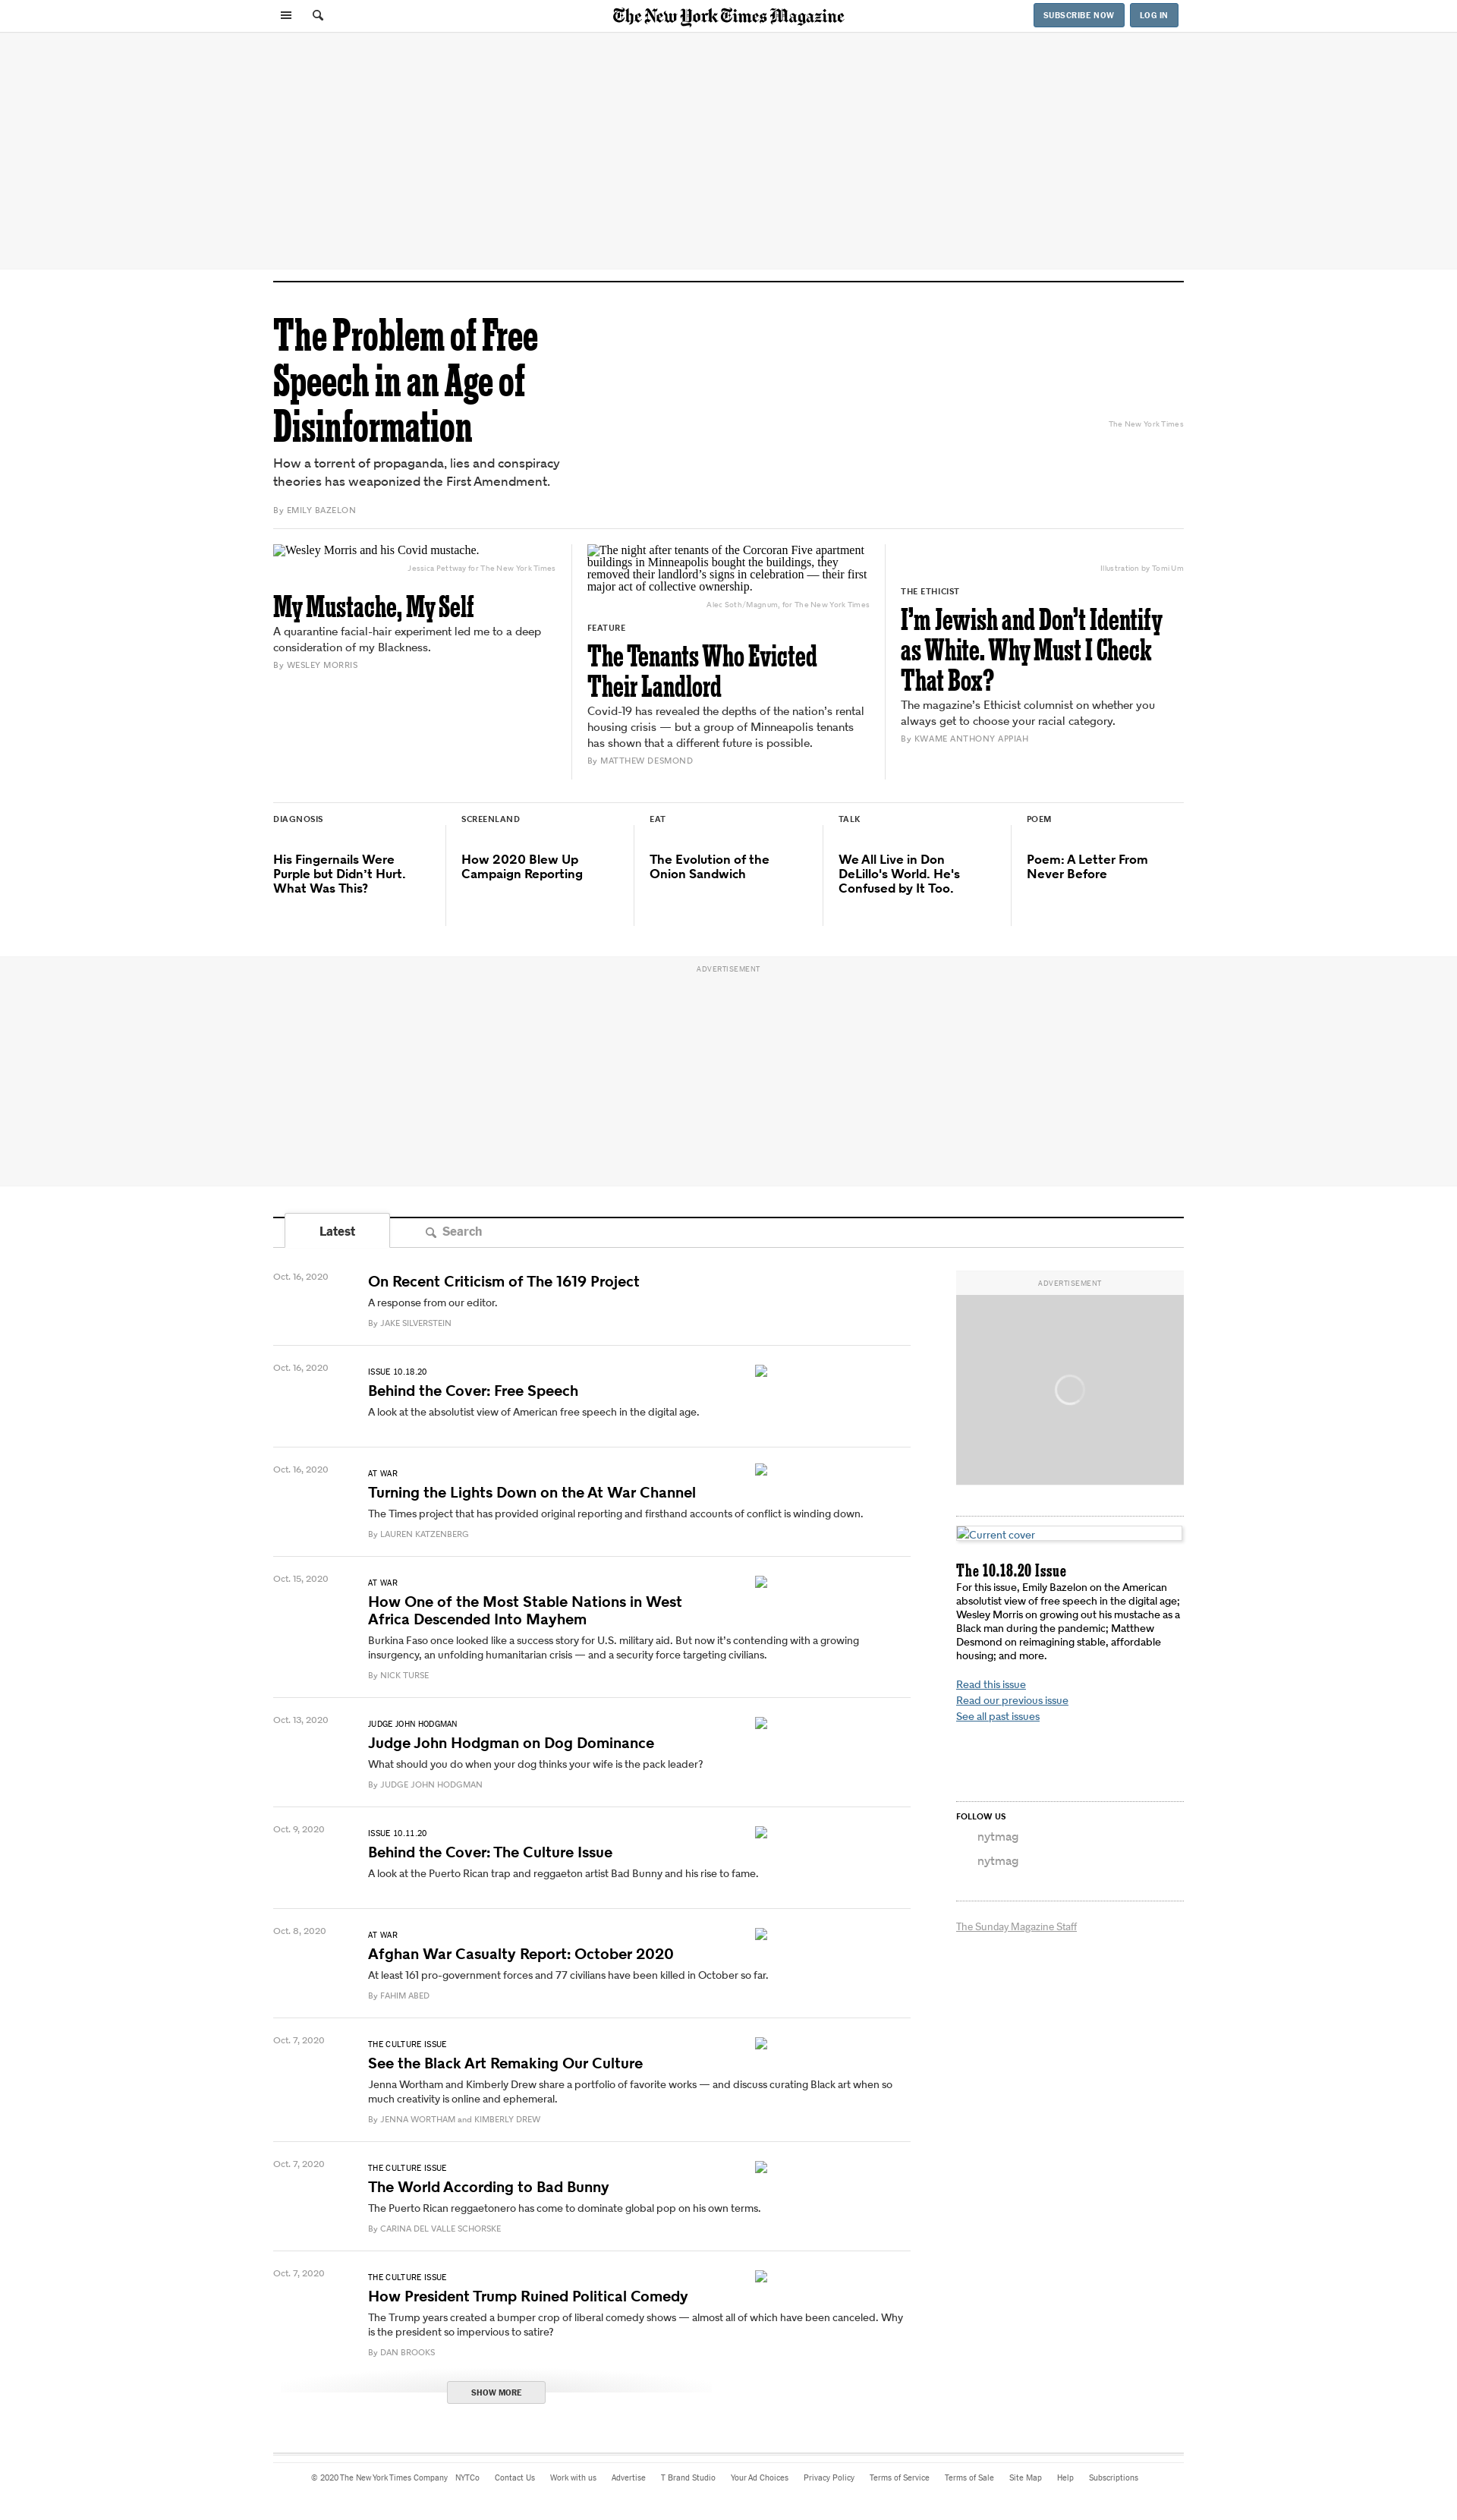 The New York Times Magazine
SUBSCRIBE NOW
LOG IN
The Problem of Free
Speech in an Age of
Disinformation
How a torrent of propaganda, lies and conspiracy
theories has weaponized the First Amendment.
By EMILY BAZELON
The New York Times
Wesley Morris and his Covid mustache.
Jessica Pettway for The New York Times
My Mustache, My Self
A quarantine facial-hair experiment led me to a deep
consideration of my Blackness.
By WESLEY MORRIS
The night after tenants of the Corcoran Five apartment
buildings in Minneapolis bought the buildings, they
removed their landlord’s signs in celebration — their first
major act of collective ownership.
Alec Soth/Magnum, for The New York Times
FEATURE
The Tenants Who Evicted
Their Landlord
Covid-19 has revealed the depths of the nation’s rental
housing crisis — but a group of Minneapolis tenants
has shown that a different future is possible.
By MATTHEW DESMOND
Illustration by Tomi Um
THE ETHICIST
I’m Jewish and Don’t Identify
as White. Why Must I Check
That Box?
The magazine’s Ethicist columnist on whether you
always get to choose your racial category.
By KWAME ANTHONY APPIAH
DIAGNOSIS
His Fingernails Were
Purple but Didn’t Hurt.
What Was This?
SCREENLAND
How 2020 Blew Up
Campaign Reporting
EAT
The Evolution of the
Onion Sandwich
TALK
We All Live in Don
DeLillo's World. He's
Confused by It Too.
POEM
Poem: A Letter From
Never Before
ADVERTISEMENT
Latest
Search
Oct. 16, 2020
On Recent Criticism of The 1619 Project
A response from our editor.
By JAKE SILVERSTEIN
Oct. 16, 2020
ISSUE 10.18.20
Behind the Cover: Free Speech
A look at the absolutist view of American free speech in the digital age.
Oct. 16, 2020
AT WAR
Turning the Lights Down on the At War Channel
The Times project that has provided original reporting and firsthand accounts of conflict is winding down.
By LAUREN KATZENBERG
Oct. 15, 2020
AT WAR
How One of the Most Stable Nations in West
Africa Descended Into Mayhem
Burkina Faso once looked like a success story for U.S. military aid. But now it’s contending with a growing
insurgency, an unfolding humanitarian crisis — and a security force targeting civilians.
By NICK TURSE
Oct. 13, 2020
JUDGE JOHN HODGMAN
Judge John Hodgman on Dog Dominance
What should you do when your dog thinks your wife is the pack leader?
By JUDGE JOHN HODGMAN
Oct. 9, 2020
ISSUE 10.11.20
Behind the Cover: The Culture Issue
A look at the Puerto Rican trap and reggaeton artist Bad Bunny and his rise to fame.
Oct. 8, 2020
AT WAR
Afghan War Casualty Report: October 2020
At least 161 pro-government forces and 77 civilians have been killed in October so far.
By FAHIM ABED
Oct. 7, 2020
THE CULTURE ISSUE
See the Black Art Remaking Our Culture
Jenna Wortham and Kimberly Drew share a portfolio of favorite works — and discuss curating Black art when so
much creativity is online and ephemeral.
By JENNA WORTHAM and KIMBERLY DREW
Oct. 7, 2020
THE CULTURE ISSUE
The World According to Bad Bunny
The Puerto Rican reggaetonero has come to dominate global pop on his own terms.
By CARINA DEL VALLE SCHORSKE
Oct. 7, 2020
THE CULTURE ISSUE
How President Trump Ruined Political Comedy
The Trump years created a bumper crop of liberal comedy shows — almost all of which have been canceled. Why
is the president so impervious to satire?
By DAN BROOKS
SHOW MORE
ADVERTISEMENT
Current cover
The 10.18.20 Issue
For this issue, Emily Bazelon on the American
absolutist view of free speech in the digital age;
Wesley Morris on growing out his mustache as a
Black man during the pandemic; Matthew
Desmond on reimagining stable, affordable
housing; and more.
Read this issue
Read our previous issue
See all past issues
FOLLOW US
nytmag
nytmag
The Sunday Magazine Staff
© 2020 The New York Times Company NYTCo Contact Us Work with us Advertise T Brand Studio Your Ad Choices Privacy Policy Terms of Service Terms of Sale Site Map Help Subscriptions